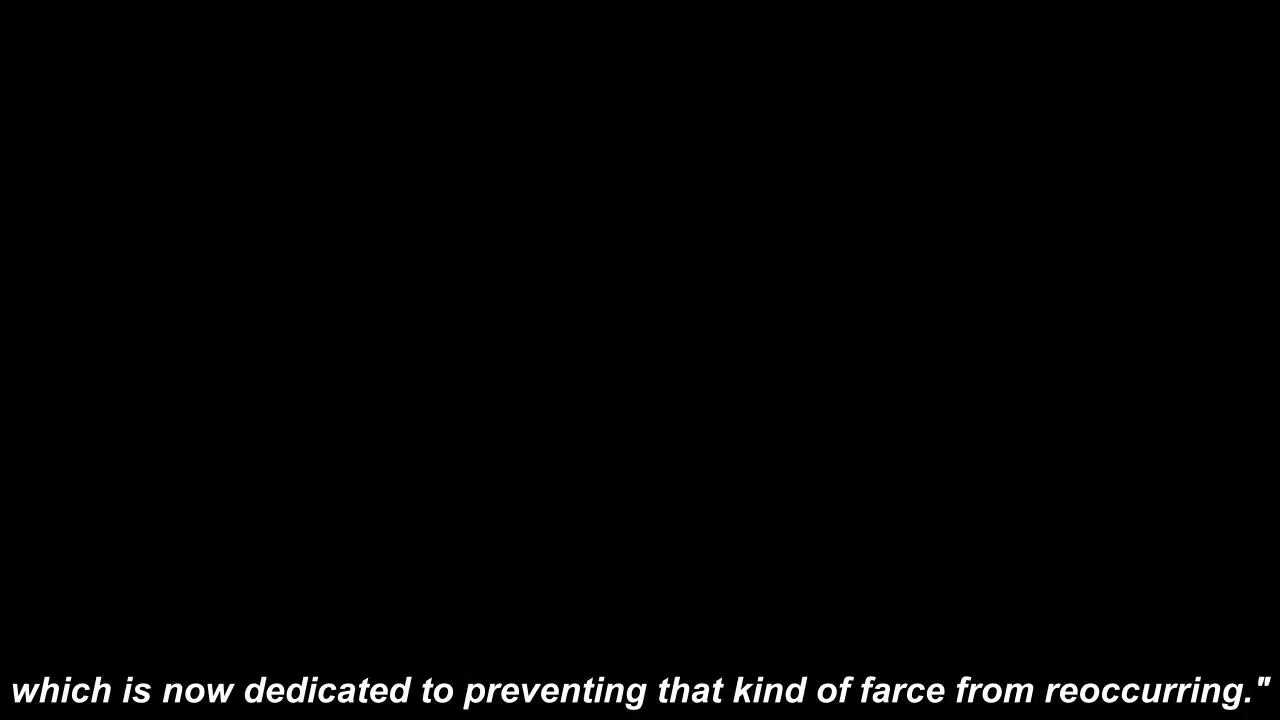 which is now dedicated to preventing that kind of farce from reoccurring."